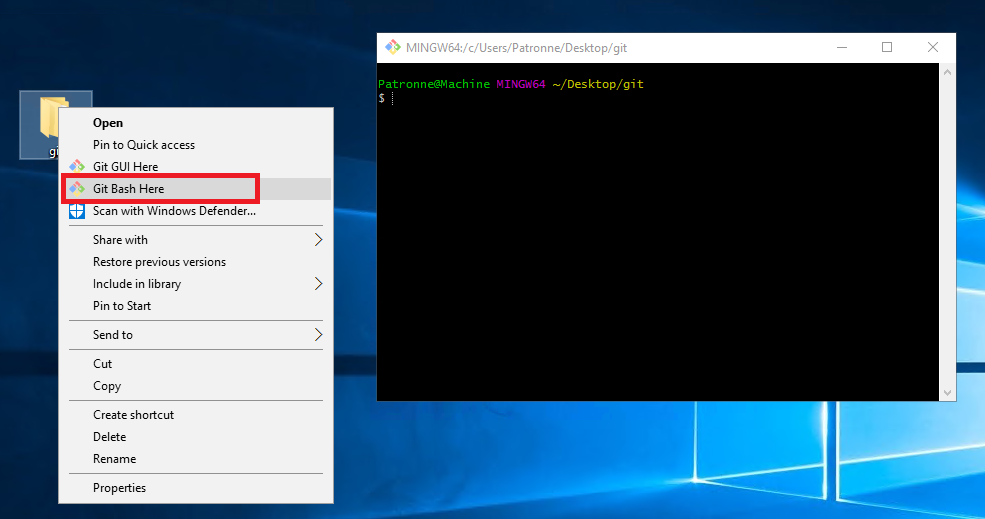 MINGW64:/c/Users/Patronne/Desktop/git
Patronne@Machine MINGW64 ~/Desktop/git
$
Open
Pin to Quick access
Git GUI Here
Git Bash Here
Scan with Windows Defender...
Share with
Restore previous versions
Include in library
Pin to Start
Send to
Cut
Copy
Create shortcut
Delete
Rename
Properties